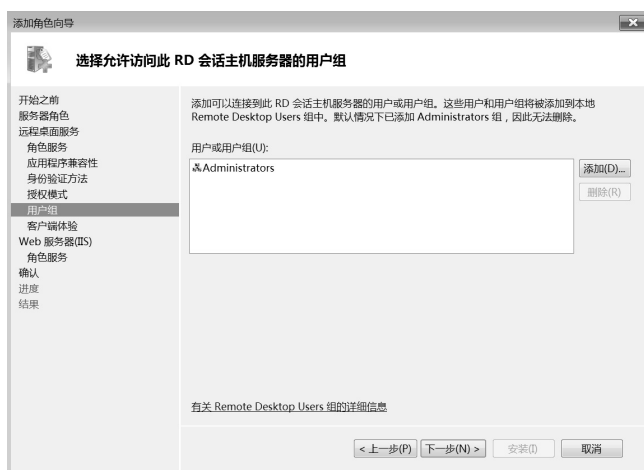 添加角色向导
选择允许访问此 RD 会话主机服务器的用户组
开始之前
服务器角色
远程桌面服务
角色服务
应用程序兼容性
身份验证方法
授权模式
用户组
客户端体验
Web 服务器(IIS)
角色服务
确认
进度
结果
添加可以连接到此 RD 会话主机服务器的用户或用户组。这些用户和用户组将被添加到本地
Remote Desktop Users 组中。默认情况下已添加 Administrators 组，因此无法删除。
用户或用户组(U):
Administrators
添加(D)...
删除(R)
有关 Remote Desktop Users 组的详细信息
< 上一步(P)
下一步(N) >
安装(I)
取消